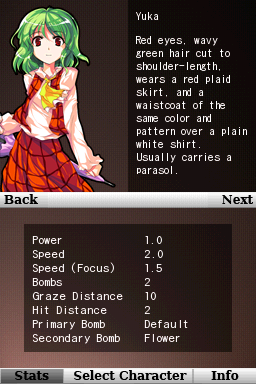 Yuka
Red eyes, wavy
green hair cut to
shoulder-length,
wears a red plaid
skirt, and a
waistcoat of the
same color and
pattern over a plain
white shirt.
Usually carries a
parasol.
Back Next
Power 1.0
Speed 2.0
Speed (Focus) 1.5
Bombs 2
Graze Distance 10
Hit Distance 2
Primary Bomb Default
Secondary Bomb Flower
Stats Select Character Info